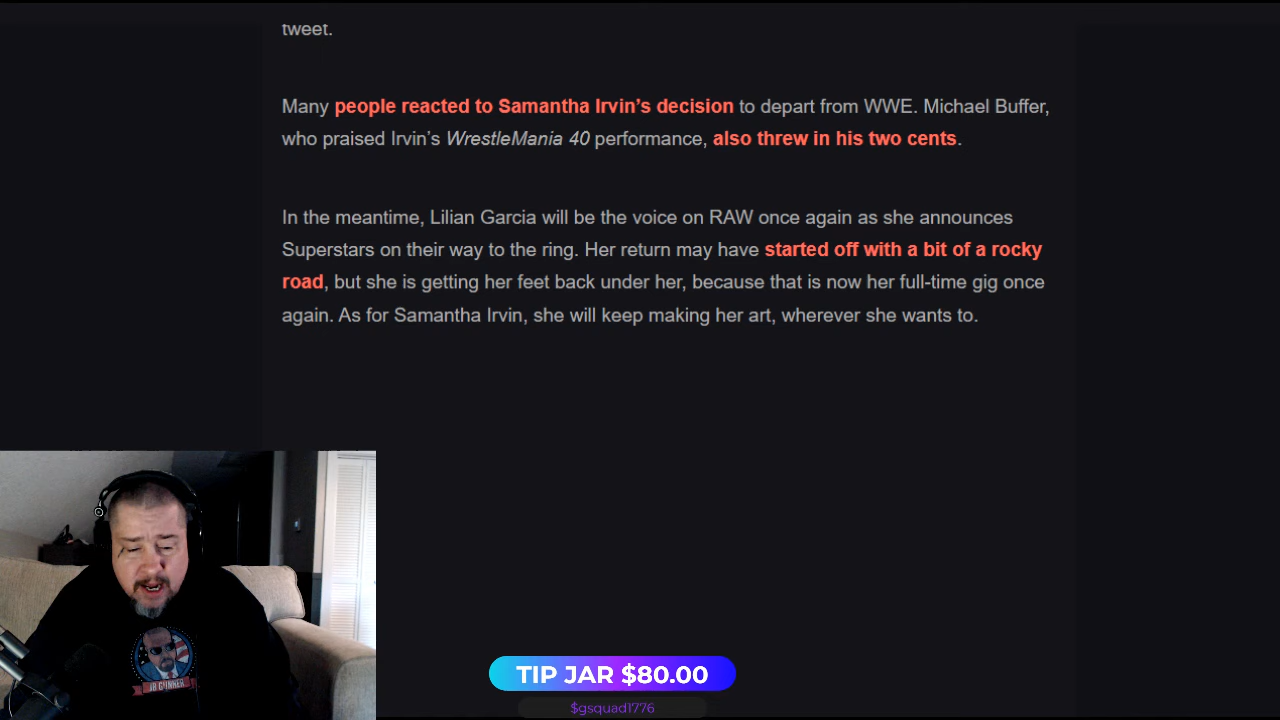 tweet.
Many people reacted to Samantha Irvin's decision to depart from WWE. Michael Buffer,
who praised Irvin's WrestleMania 40 performance, also threw in his two cents.
In the meantime, Lilian Garcia will be the voice on RAW once again as she announces
Superstars on their way to the ring. Her return may have started off with a bit of a rocky
road, but she is getting her feet back under her, because that is now her full-time gig once
again. As for Samantha Irvin, she will keep making her art, wherever she wants to.
JB GUNNER
TIP JAR $80.00
$gsquad1776